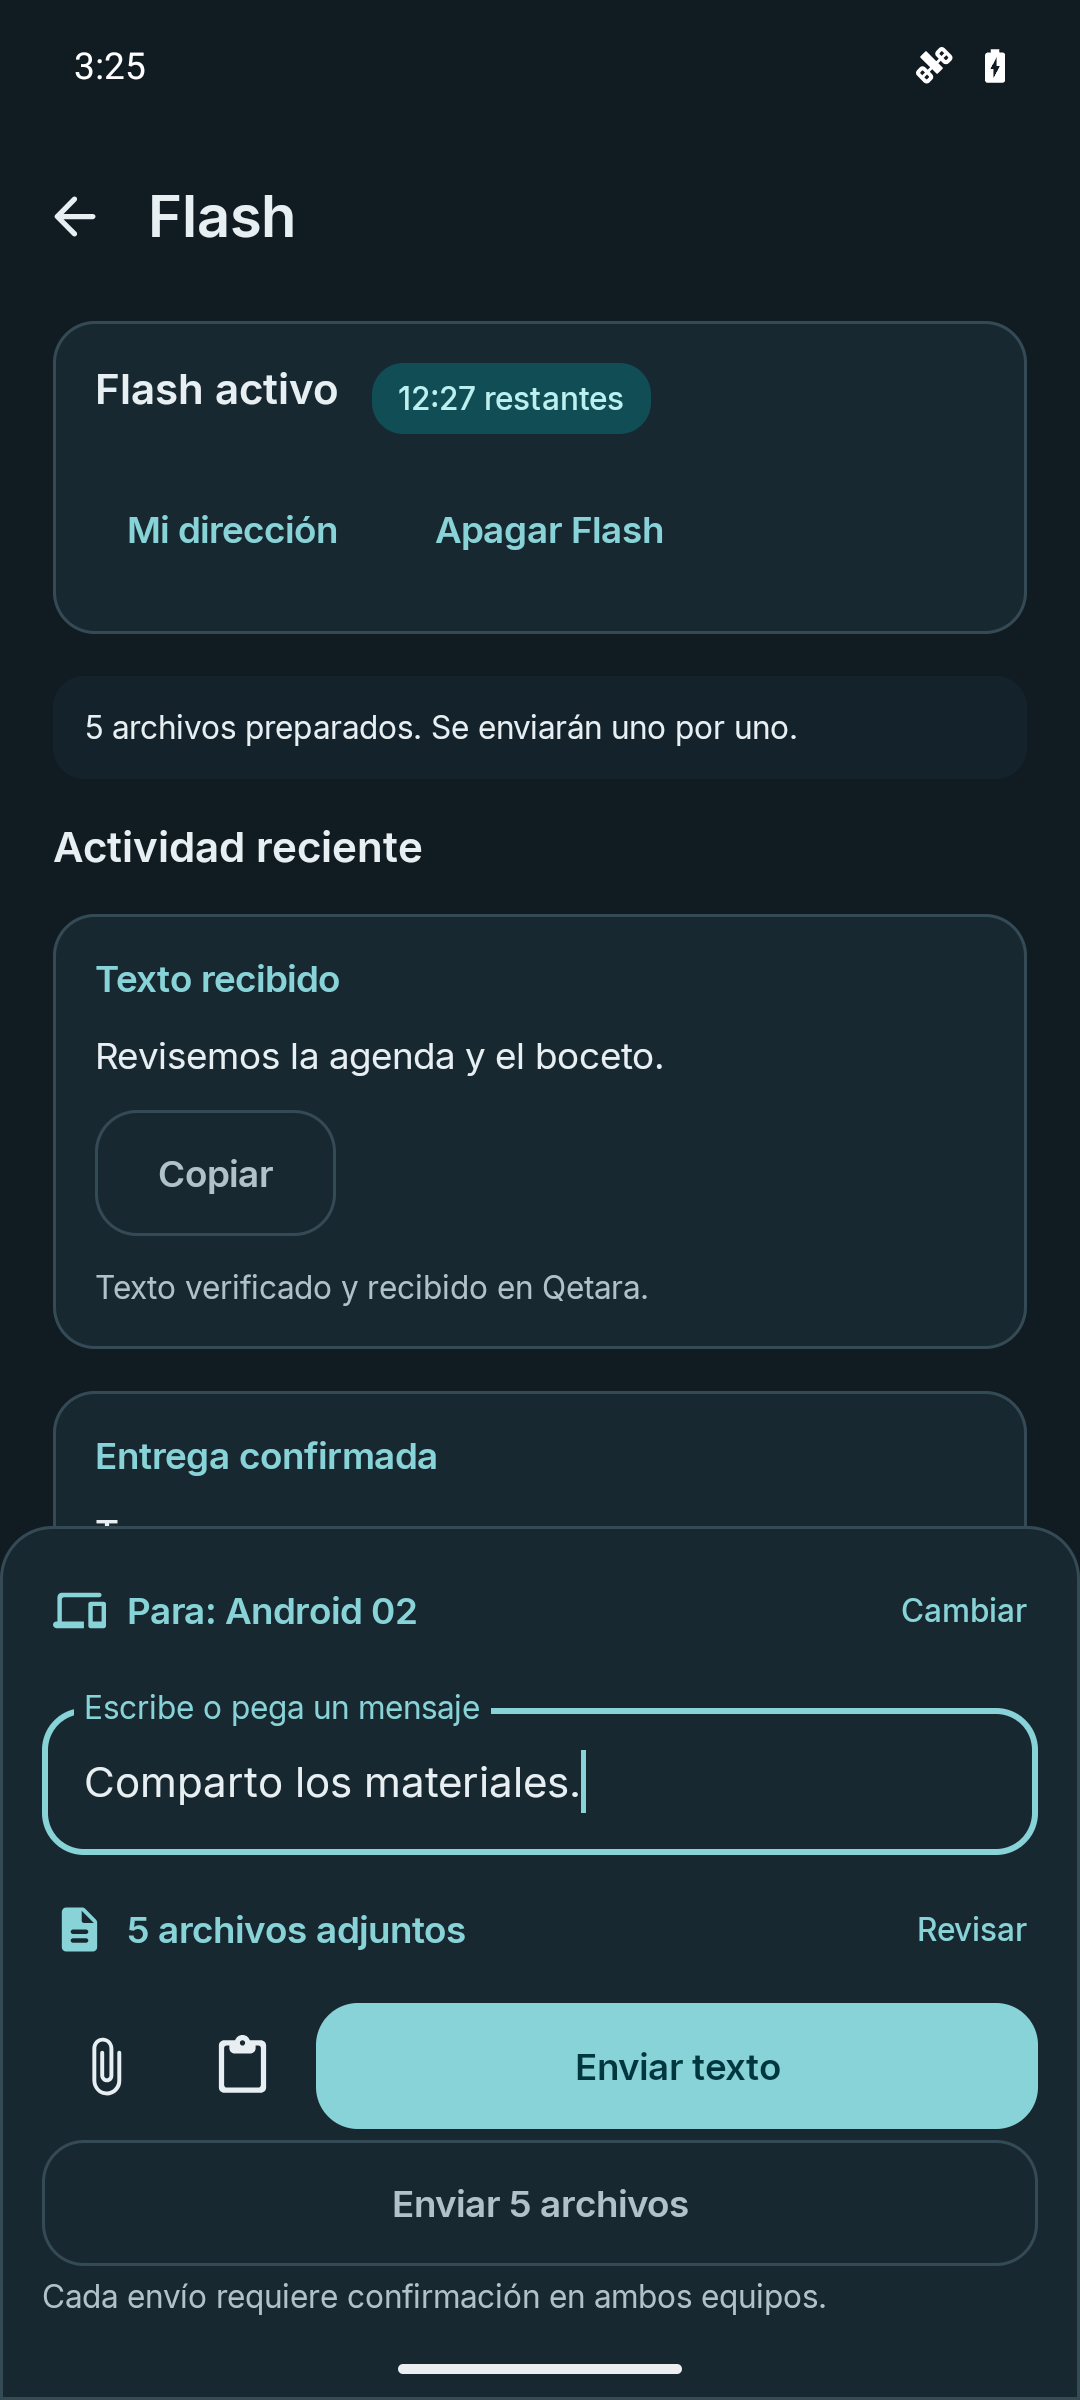 3:25
Flash
Flash activo
12:27 restantes
Mi dirección
Apagar Flash
5 archivos preparados. Se enviarán uno por uno.
Actividad reciente
Texto recibido
Revisemos la agenda y el boceto.
Copiar
Texto verificado y recibido en Qetara.
Entrega confirmada
Para: Android 02
Cambiar
Escribe o pega un mensaje
Comparto los materiales.
5 archivos adjuntos
Revisar
Enviar texto
Enviar 5 archivos
Cada envío requiere confirmación en ambos equipos.